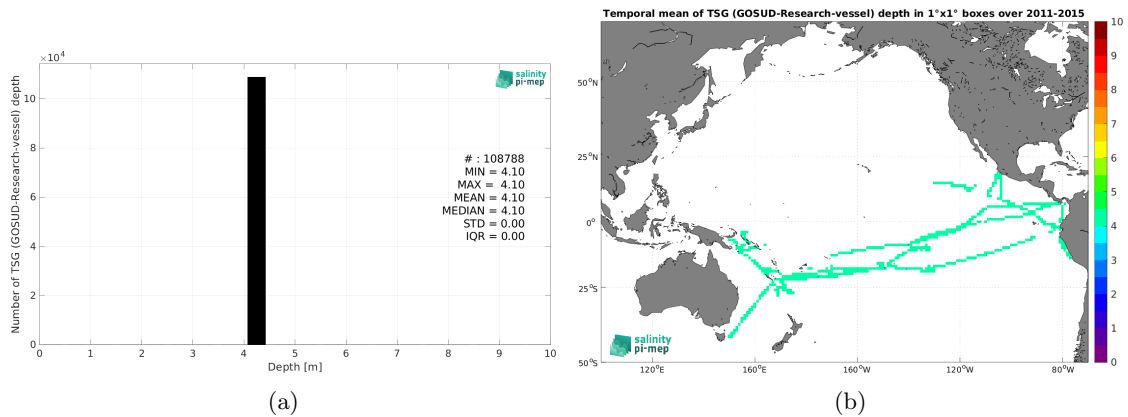 ×10⁴
10
8
6
4
2
0
Number of TSG (GOSUD-Research-vessel) depth
0 1 2 3 4 5 6 7 8 9 10
Depth [m]
salinity
pi-mep
# : 108788
MIN = 4.10
MAX = 4.10
MEAN = 4.10
MEDIAN = 4.10
STD = 0.00
IQR = 0.00
(a)
Temporal mean of TSG (GOSUD-Research-vessel) depth in 1°x1° boxes over 2011-2015
50°N
25°N
0°
25°S
50°S
120°E 160°E 160°W 120°W 80°W
salinity
pi-mep
10
9
8
7
6
5
4
3
2
1
0
(b)